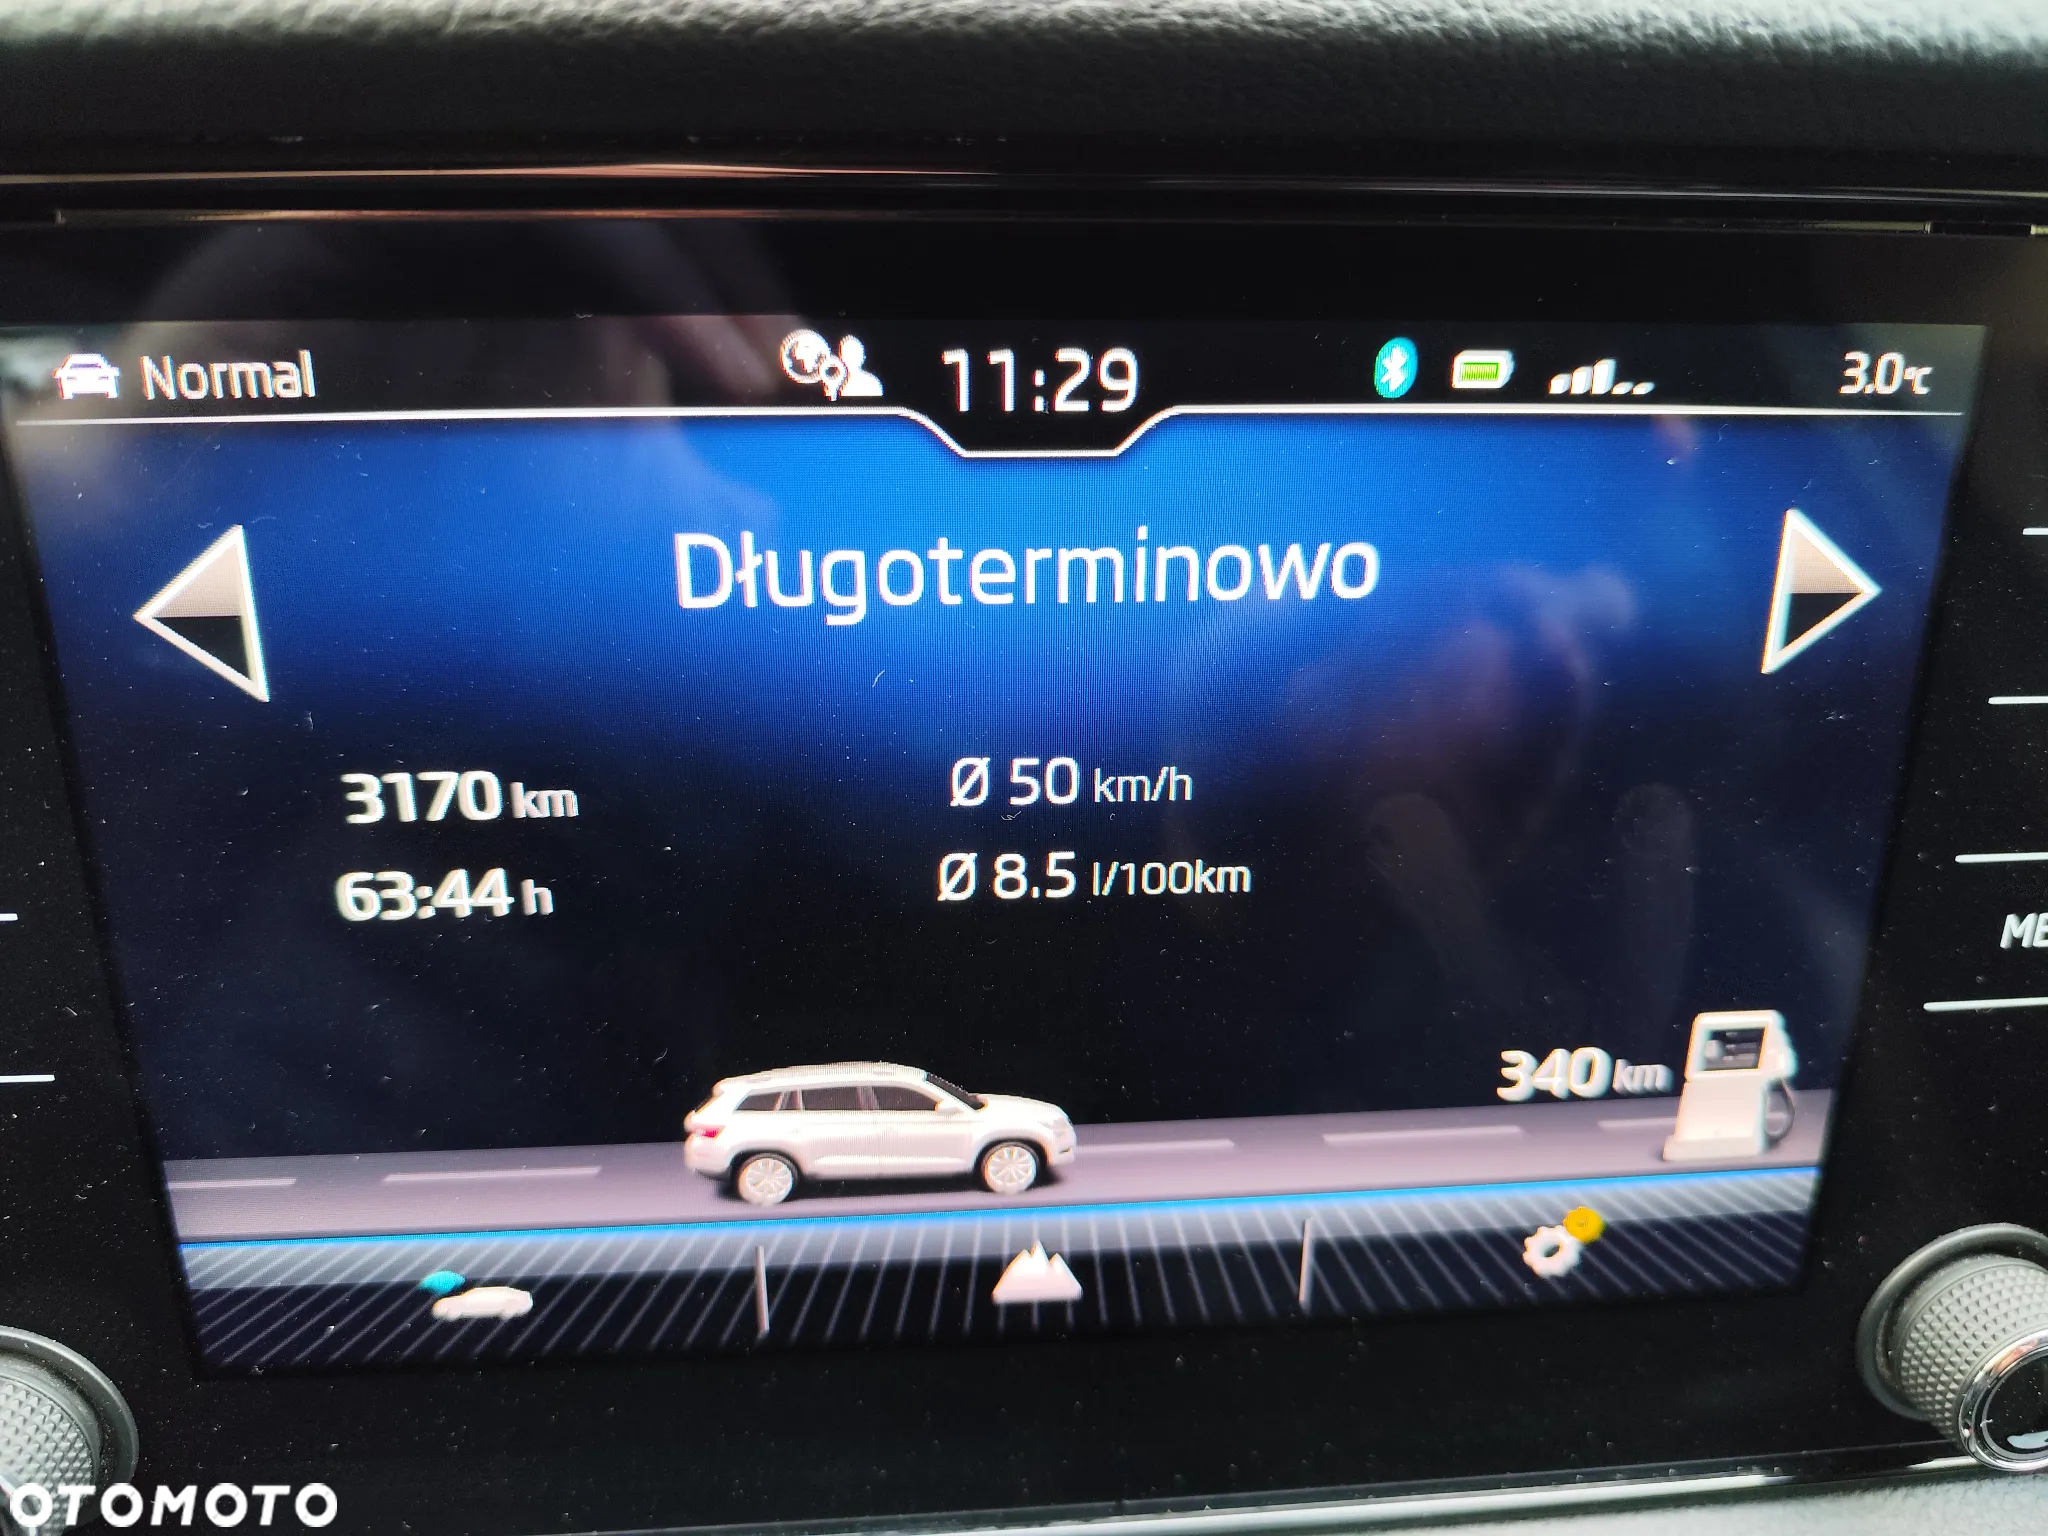 Normal
11:29
3.0°C
Długoterminowo
3170 km
Ø 50 km/h
63:44 h
Ø 8.5 l/100km
340 km
OTOMOTO